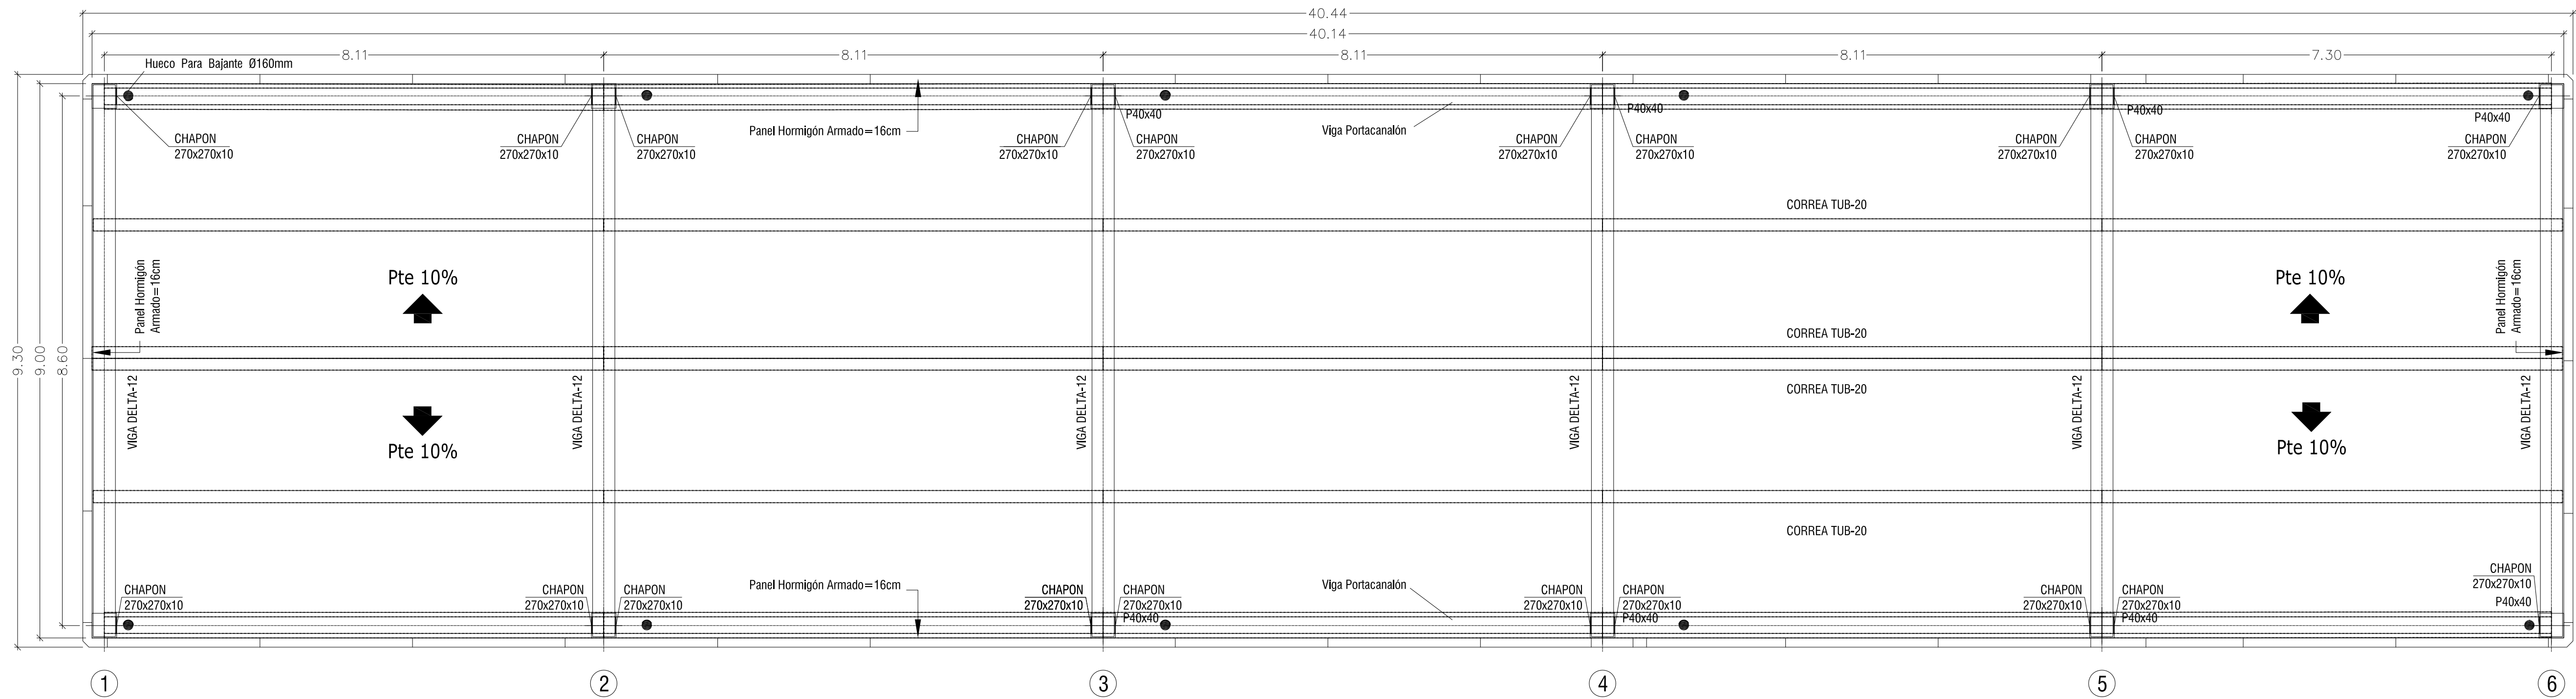 40.44
40.14
8.11
8.11
8.11
8.11
7.30
Hueco Para Bajante Ø160mm
P40x40
P40x40
P40x40
P40x40
CHAPON
270x270x10
CHAPON
270x270x10
CHAPON
270x270x10
Panel Hormigón Armado=16cm
CHAPON
270x270x10
CHAPON
270x270x10
Viga Portacanalón
CHAPON
270x270x10
CHAPON
270x270x10
CHAPON
270x270x10
CHAPON
270x270x10
CHAPON
270x270x10
CORREA TUB-20
Panel Hormigón
Armado=16cm
Pte 10%
Pte 10%
Panel Hormigón
Armado=16cm
CORREA TUB-20
9.30
9.00
8.60
VIGA DELTA-12
VIGA DELTA-12
VIGA DELTA-12
VIGA DELTA-12
VIGA DELTA-12
VIGA DELTA-12
CORREA TUB-20
Pte 10%
Pte 10%
CORREA TUB-20
CHAPON
270x270x10
CHAPON
270x270x10
CHAPON
270x270x10
Panel Hormigón Armado=16cm
CHAPON
270x270x10
CHAPON
270x270x10
P40x40
Viga Portacanalón
CHAPON
270x270x10
CHAPON
270x270x10
P40x40
CHAPON
270x270x10
CHAPON
270x270x10
P40x40
CHAPON
270x270x10
P40x40
1
2
3
4
5
6